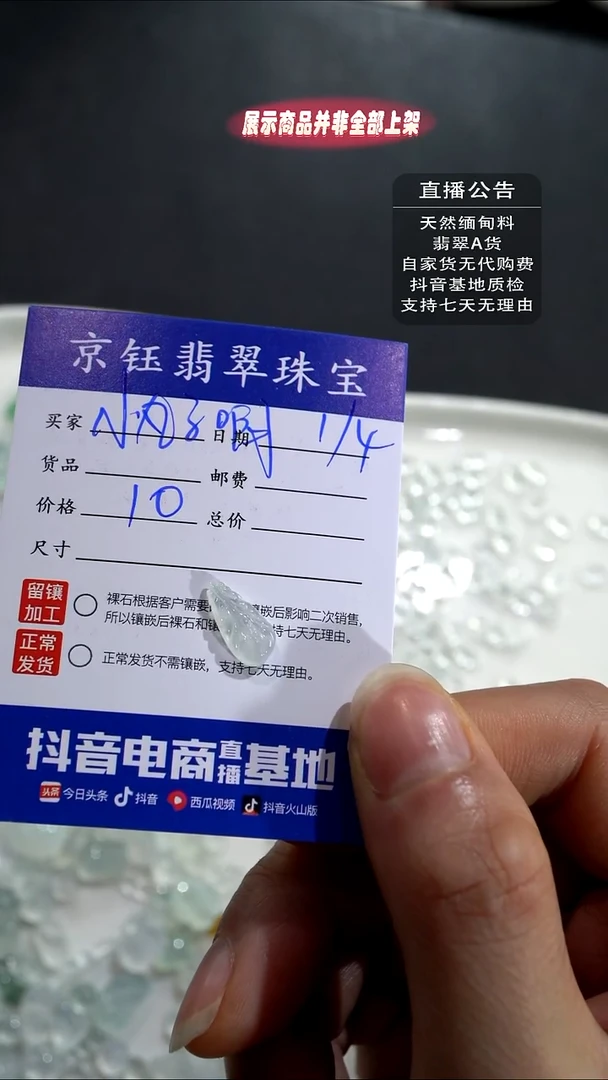 展示商品并非全部上架
直播公告
天然缅甸料
翡翠A货
自家货无代购费
抖音基地质检
支持七天无理由
京钰翡翠珠宝
买家 日期 1/4
货品 邮费
价格 10 总价
尺寸
留镶加工 裸石根据客户需要 镶嵌后影响二次销售,
所以镶嵌后裸石和镶 持七天无理由。
正常发货 正常发货不需镶嵌,支持七天无理由。
抖音电商直播基地
头条 今日头条 抖音 西瓜视频 抖音火山版